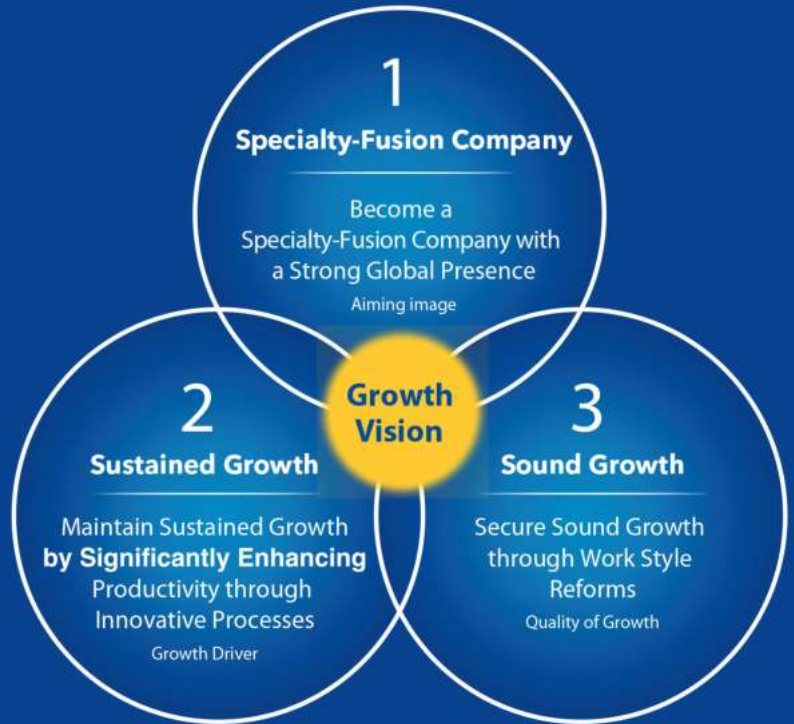 1
Specialty-Fusion Company
Become a
Specialty-Fusion Company with
a Strong Global Presence
Aiming image
Growth
Vision
2
Sustained Growth
Maintain Sustained Growth
by Significantly Enhancing
Productivity through
Innovative Processes
Growth Driver
3
Sound Growth
Secure Sound Growth
through Work Style
Reforms
Quality of Growth